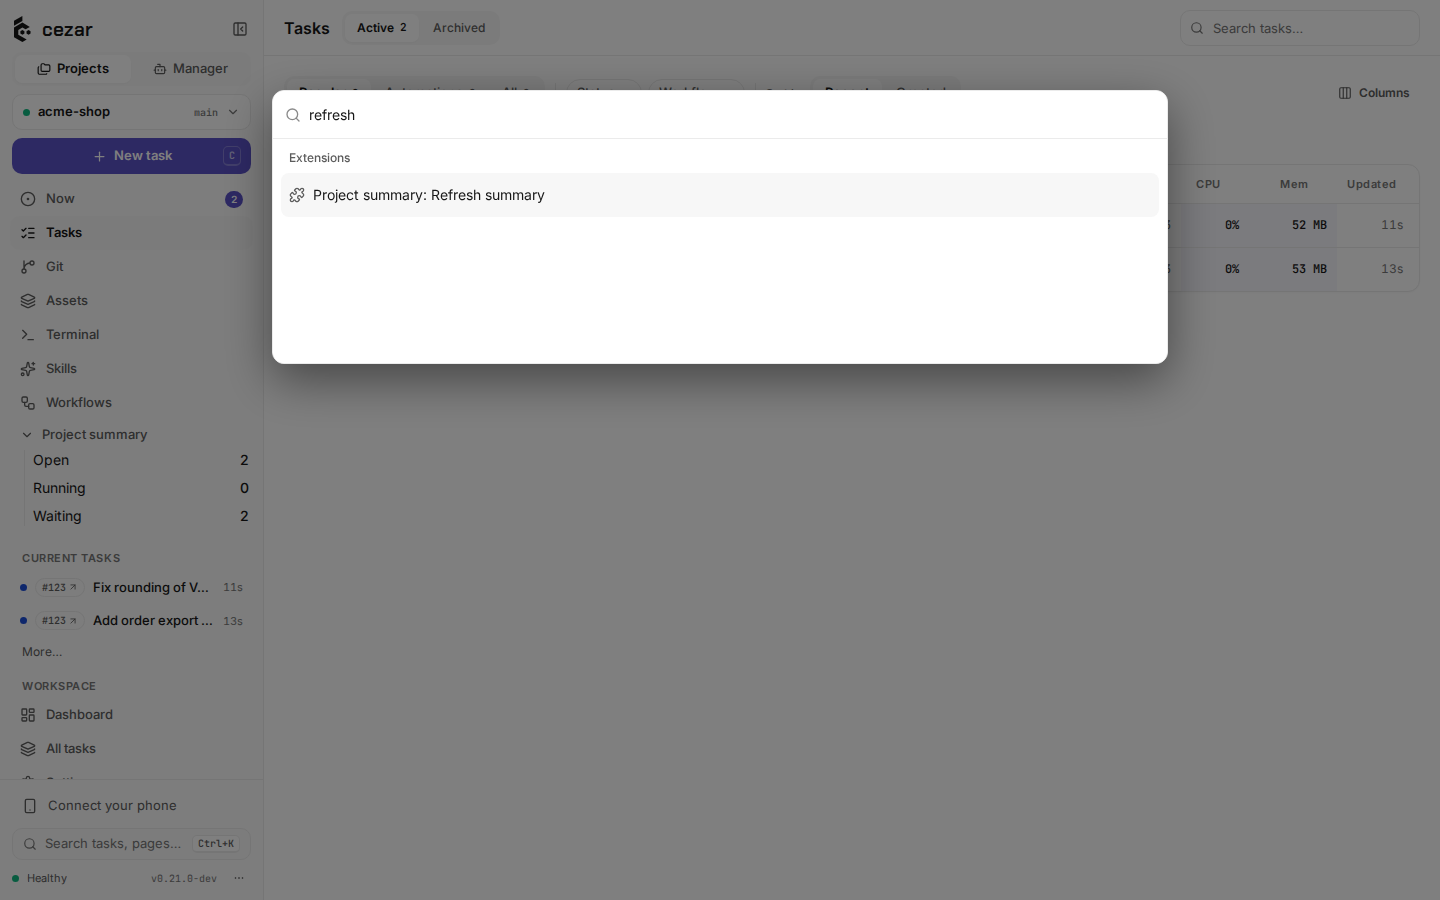 cezar
Projects
Manager
acme-shop
main
New task
C
Now
2
Tasks
Git
Assets
Terminal
Skills
Workflows
Project summary
Open
2
Running
0
Waiting
2
CURRENT TASKS
#123
Fix rounding of V...
11s
#123
Add order export ...
13s
More...
WORKSPACE
Dashboard
All tasks
Connect your phone
Search tasks, pages...
Ctrl+K
Healthy
v0.21.0-dev
Tasks
Active 2
Archived
Search tasks...
Columns
refresh
Extensions
Project summary: Refresh summary
CPU
Mem
Updated
0%
52 MB
11s
0%
53 MB
13s